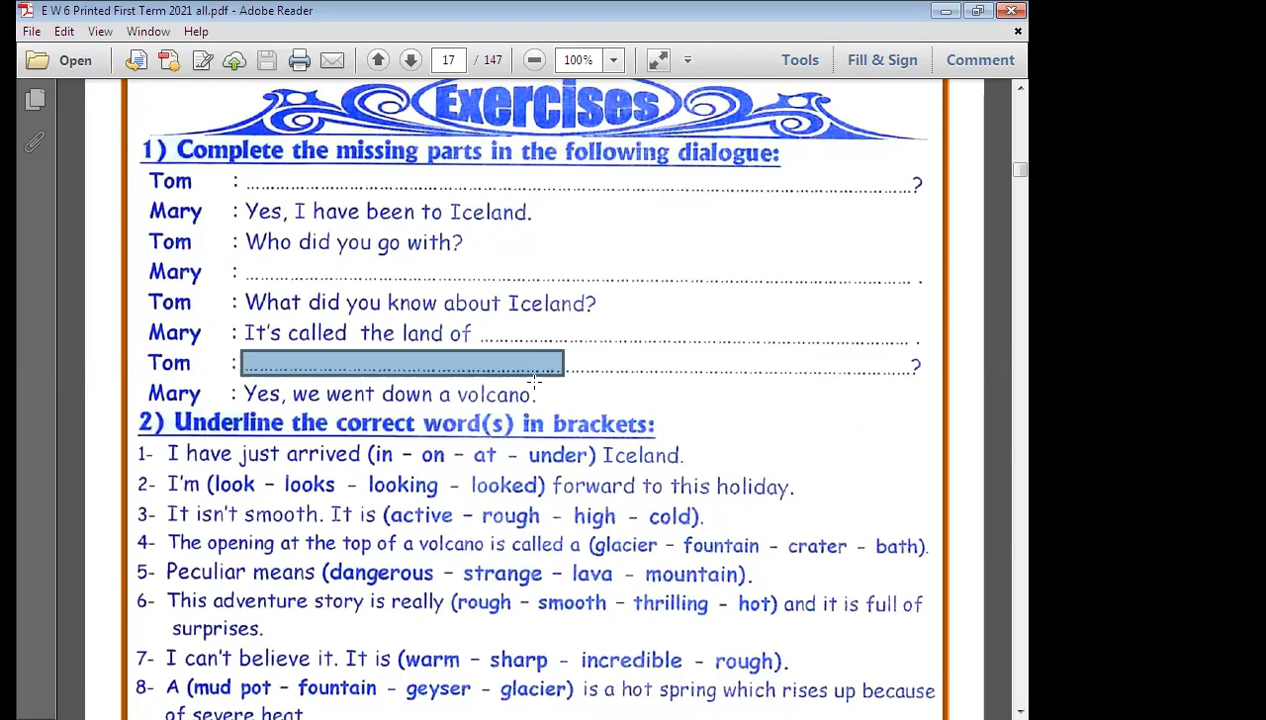 E W 6 Printed First Term 2021 all.pdf - Adobe Reader
File Edit View Window Help
Open 17 / 147 100% Tools Fill & Sign Comment
Exercises
1) Complete the missing parts in the following dialogue:
Tom : ..........................................................................?
Mary : Yes, I have been to Iceland.
Tom : Who did you go with?
Mary : .......................................................................... .
Tom : What did you know about Iceland?
Mary : It's called the land of .................................................. .
Tom : ..........................................................................?
Mary : Yes, we went down a volcano.
2) Underline the correct word(s) in brackets:
1- I have just arrived (in - on - at - under) Iceland.
2- I'm (look - looks - looking - looked) forward to this holiday.
3- It isn't smooth. It is (active - rough - high - cold).
4- The opening at the top of a volcano is called a (glacier - fountain - crater - bath).
5- Peculiar means (dangerous - strange - lava - mountain).
6- This adventure story is really (rough - smooth - thrilling - hot) and it is full of
surprises.
7- I can't believe it. It is (warm - sharp - incredible - rough).
8- A (mud pot - fountain - geyser - glacier) is a hot spring which rises up because
of severe heat